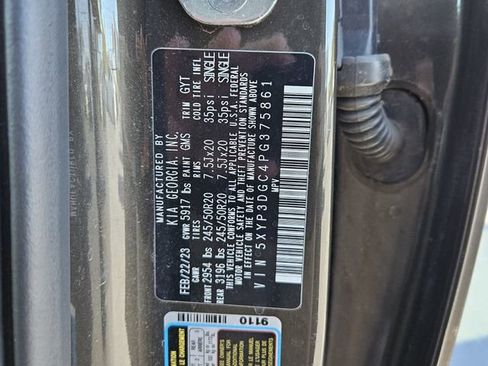 MANUFACTURED BY
KIA GEORGIA, INC.
FEB/22/23 GVWR 5917 lbs PAINT GMS TRIM GYT
GAWR TIRES RIMS COLD TIRE INFL
FRONT 2954 lbs 245/50R20 7.5Jx20 35psi SINGLE
REAR 3196 lbs 245/50R20 7.5Jx20 35psi SINGLE
THIS VEHICLE CONFORMS TO ALL APPLICABLE U.S.A. FEDERAL
MOTOR VEHICLE SAFETY AND THEFT PREVENTION STANDARDS
IN EFFECT ON THE DATE OF MANUFACTURE SHOWN ABOVE.
MPV
VIN 5XYP3DGC4PG375861
9110